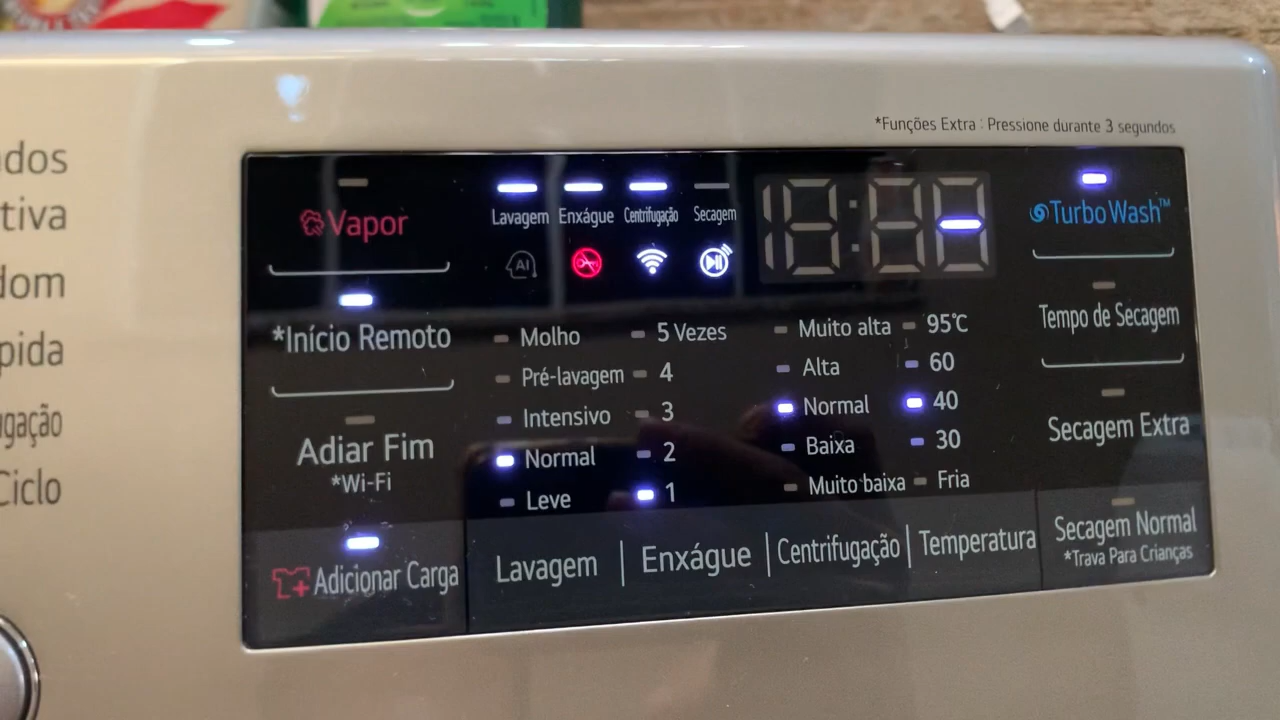 *Funções Extra : Pressione durante 3 segundos
dos
tiva
dom
pida
gação
Ciclo
Vapor
*Início Remoto
Adiar Fim
*Wi-Fi
Adicionar Carga
Lavagem Enxágue Centrifugação Secagem
AI
Molho 5 Vezes Muito alta 95℃
Pré-lavagem 4 Alta 60
Intensivo 3 Normal 40
Normal 2 Baixa 30
Leve 1 Muito baixa Fria
Lavagem | Enxágue | Centrifugação | Temperatura
TurboWash™
Tempo de Secagem
Secagem Extra
Secagem Normal
*Trava Para Crianças